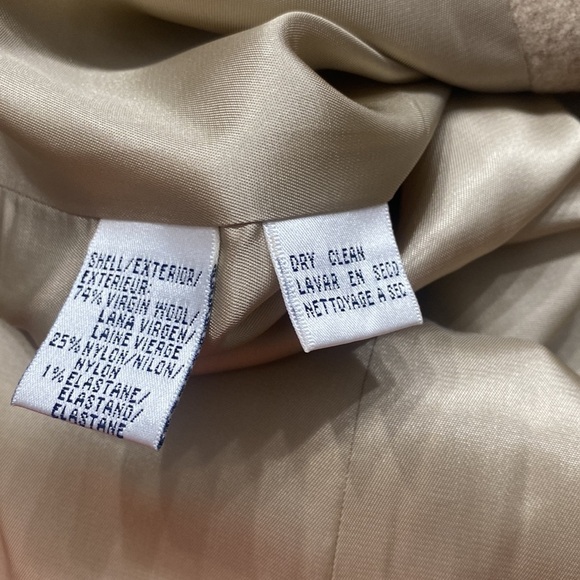 SHELL/EXTERIOR/
EXTERIEUR:
74% VIRGIN WOOL/
LANA VIRGEN/
LAINE VIERGE
25% NYLON/NILON/
NYLON
1% ELASTANE/
ELASTANO/
ELASTANE
DRY CLEAN
LAVAR EN SECO
NETTOYAGE A SEC